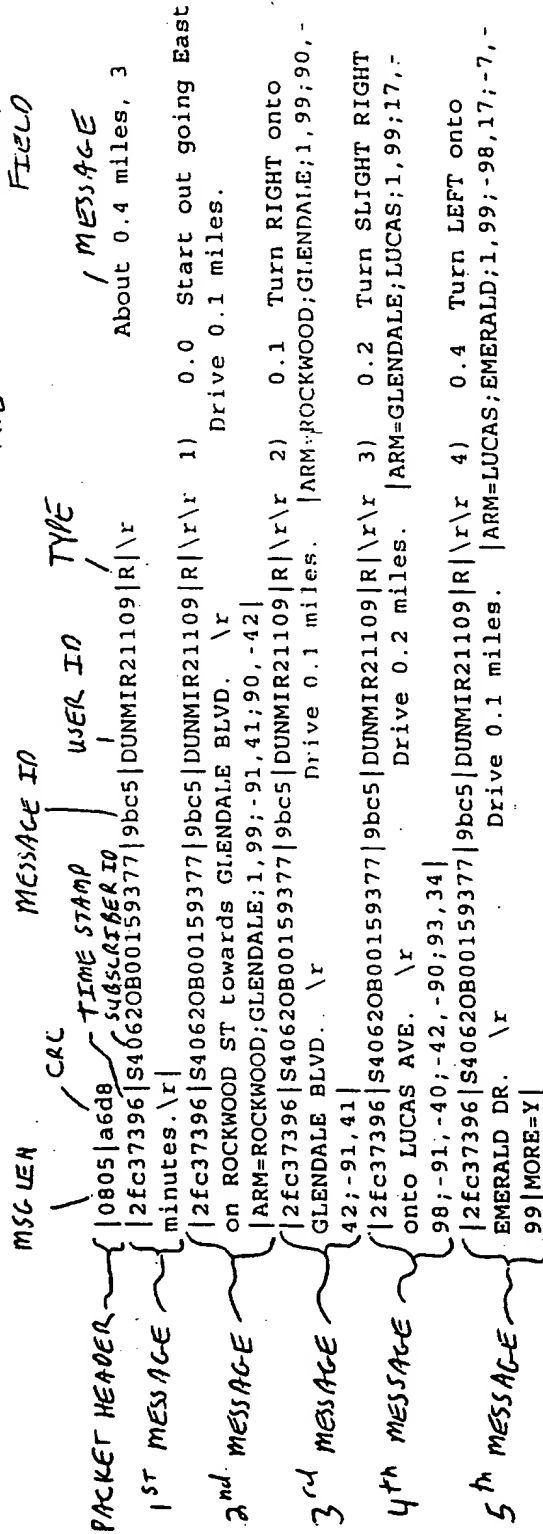 FIELD
MSG LEN CRC MESSAGE ID USER ID TYPE MESSAGE
TIME STAMP
SUBSCRIBER ID
PACKET HEADER |0805|a6d8
1ST MESSAGE |2fc37396|S4062OB00159377|9bc5|DUNMIR21109|R|\r About 0.4 miles, 3
minutes.\r|
2nd MESSAGE |2fc37396|S4062OB00159377|9bc5|DUNMIR21109|R|\r\r 1) 0.0 Start out going East
on ROCKWOOD ST towards GLENDALE BLVD. \r Drive 0.1 miles.
|ARM=ROCKWOOD;GLENDALE;1,99;-91,41;90,-42|
3rd MESSAGE |2fc37396|S4062OB00159377|9bc5|DUNMIR21109|R|\r\r 2) 0.1 Turn RIGHT onto
GLENDALE BLVD. \r Drive 0.1 miles. |ARM=ROCKWOOD;GLENDALE;1,99;90,-
42;-91,41|
4th MESSAGE |2fc37396|S4062OB00159377|9bc5|DUNMIR21109|R|\r\r 3) 0.2 Turn SLIGHT RIGHT
onto LUCAS AVE. \r Drive 0.2 miles. |ARM=GLENDALE;LUCAS;1,99;17,-
98;-91,-40;-42,-90;93,34|
5th MESSAGE |2fc37396|S4062OB00159377|9bc5|DUNMIR21109|R|\r\r 4) 0.4 Turn LEFT onto
EMERALD DR. \r Drive 0.1 miles. |ARM=LUCAS;EMERALD;1,99;-98,17;-7,-
99|MORE=Y|